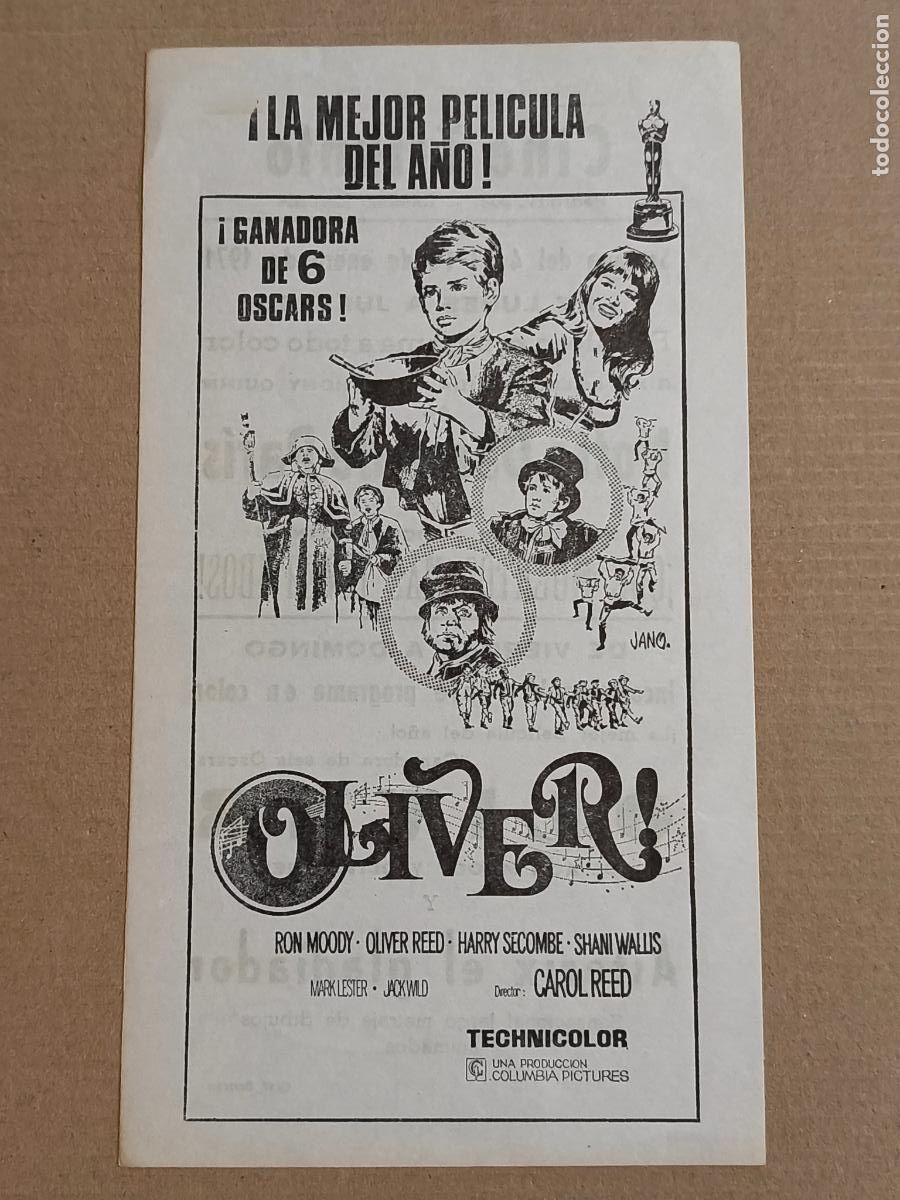 ¡LA MEJOR PELICULA
DEL AÑO!
¡GANADORA
DE 6
OSCARS!
JANO.
OLIVER!
RON MOODY · OLIVER REED · HARRY SECOMBE · SHANI WALLIS
MARK LESTER · JACK WILD
Director: CAROL REED
TECHNICOLOR
UNA PRODUCCION
COLUMBIA PICTURES
todocoleccion